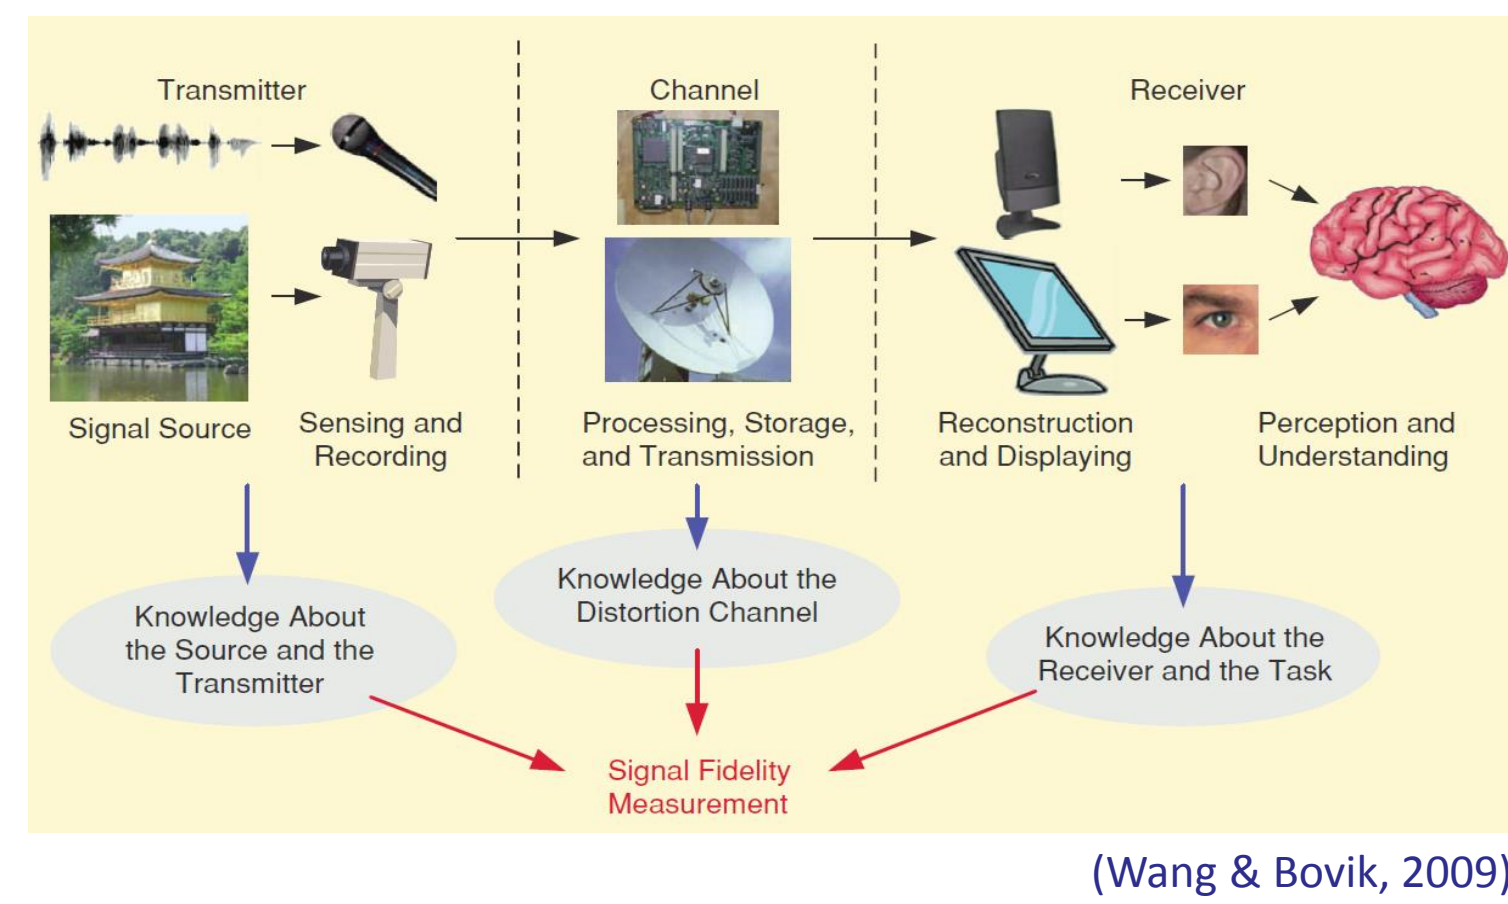 Transmitter
Channel
Receiver
Signal Source
Sensing and
Recording
Processing, Storage,
and Transmission
Reconstruction
and Displaying
Perception and
Understanding
Knowledge About
the Source and the
Transmitter
Knowledge About the
Distortion Channel
Knowledge About the
Receiver and the Task
Signal Fidelity
Measurement
(Wang & Bovik, 2009)